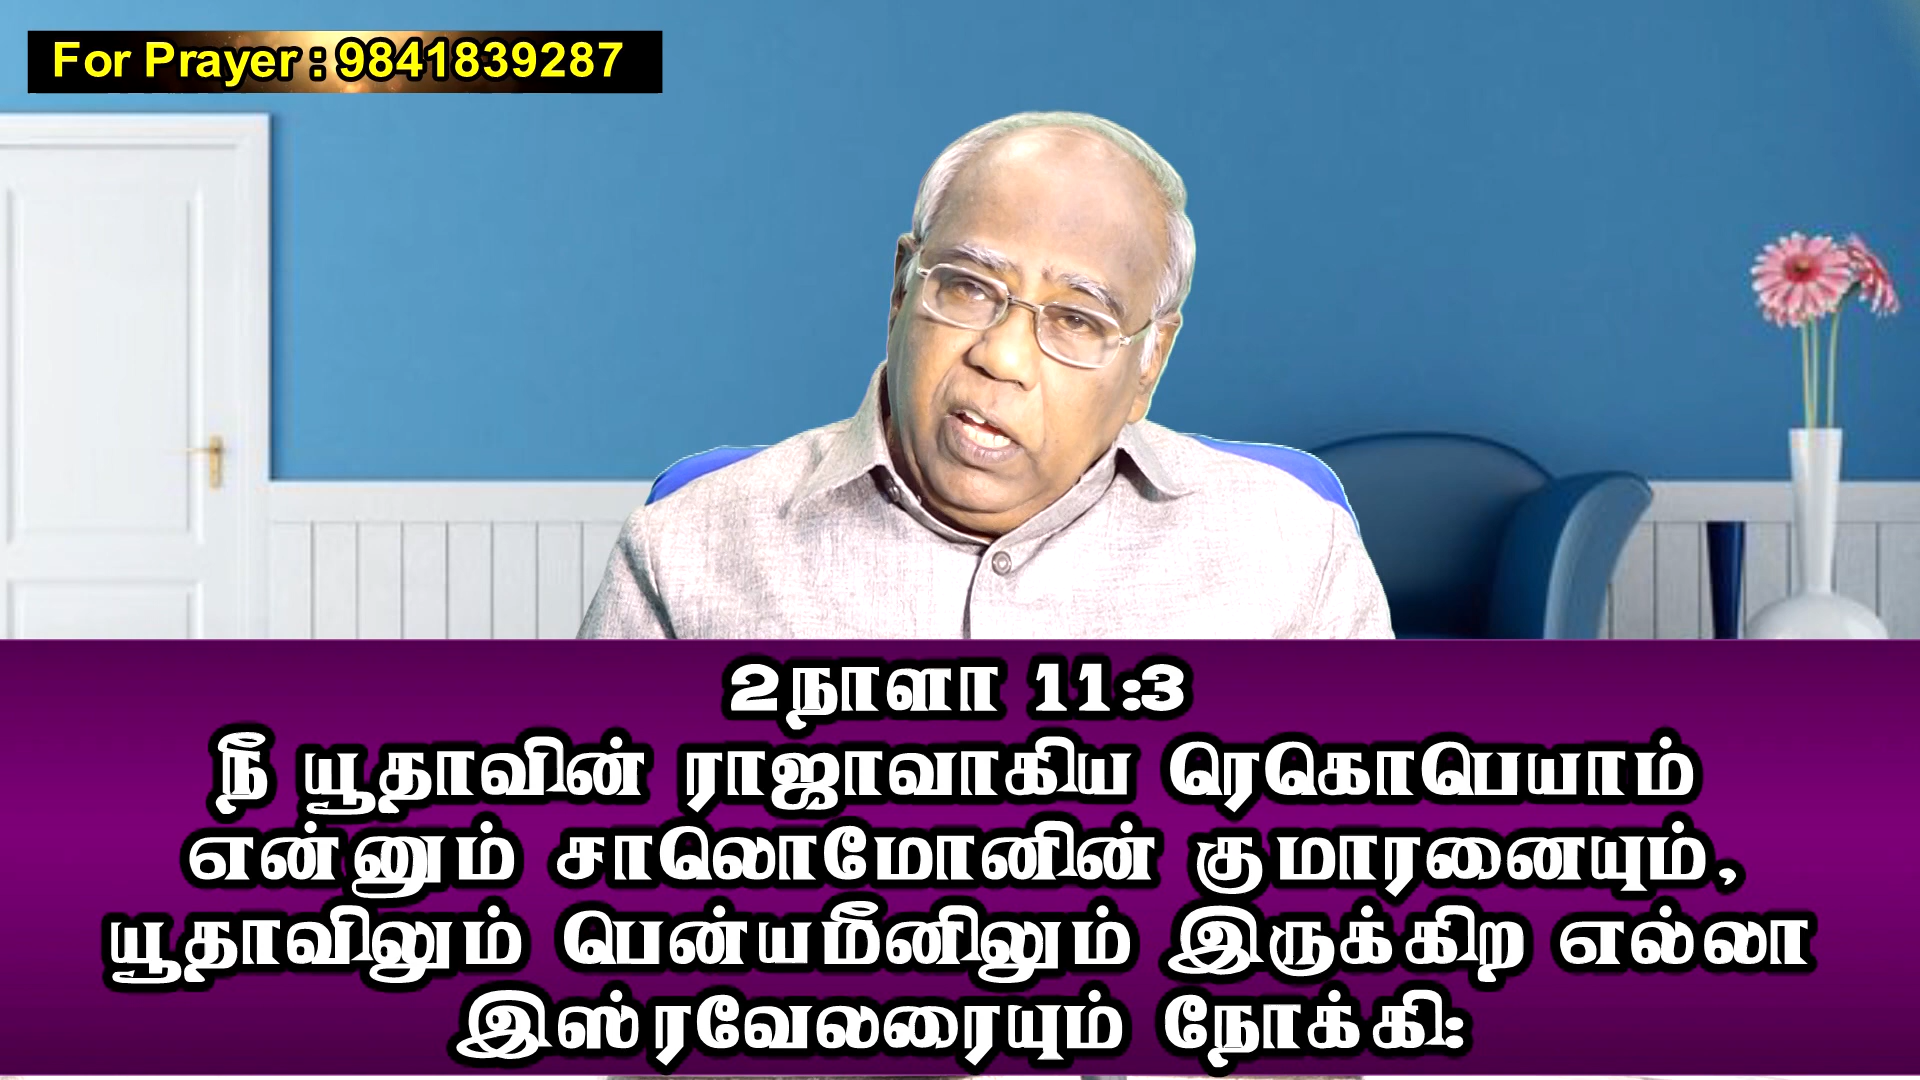 For Prayer : 9841839287
2நாளா 11:3
நீ யூதாவின் ராஜாவாகிய ரெகொபெயாம்
என்னும் சாலொமோனின் குமாரனையும்,
யூதாவிலும் பென்யமீனிலும் இருக்கிற எல்லா
இஸ்ரவேலரையும் நோக்கி: